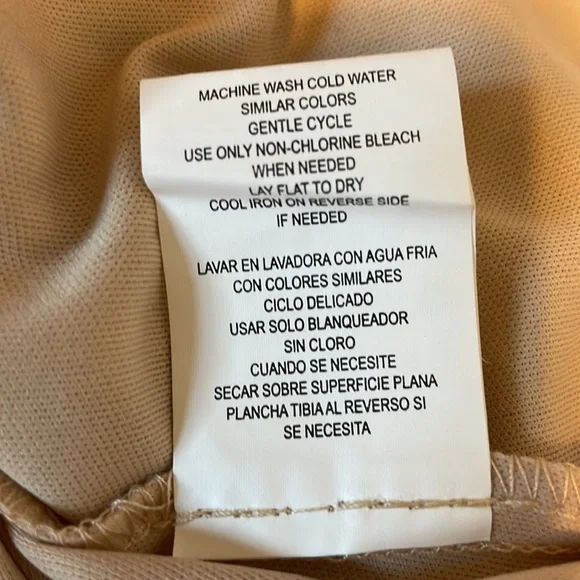 MACHINE WASH COLD WATER
SIMILAR COLORS
GENTLE CYCLE
USE ONLY NON-CHLORINE BLEACH
WHEN NEEDED
LAY FLAT TO DRY
COOL IRON ON REVERSE SIDE
IF NEEDED
LAVAR EN LAVADORA CON AGUA FRIA
CON COLORES SIMILARES
CICLO DELICADO
USAR SOLO BLANQUEADOR
SIN CLORO
CUANDO SE NECESITE
SECAR SOBRE SUPERFICIE PLANA
PLANCHA TIBIA AL REVERSO SI
SE NECESITA